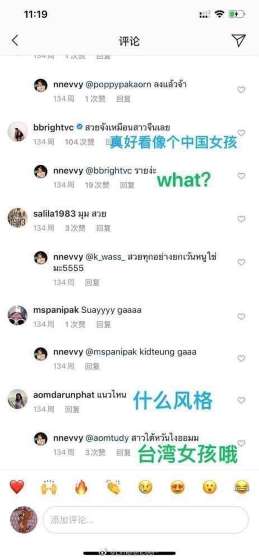 11:19
评论
nnevvy @poppypakaorn ลงแล้วจ้า
134周 1次赞 回复
bbrightvc สวยจังเหมือนสาวจีนเลย
134周 104次赞 回复
真好看像个中国女孩
nnevvy @bbrightvc รายง่ะ
134周 19次赞 回复
what?
salila1983 มุม สวย
134周 3次赞 回复
nnevvy @k_wass_ สวยทุกอย่างยกเว้นหนูใช่
มะ5555
134周 回复
mspanipak Suayyyy gaaaa
134周 1次赞 回复
nnevvy @mspanipak kidteung gaaa
134周 回复
aomdarunphat แนวไหน
134周 1次赞 回复
什么风格
nnevvy @aomtudy สาวไต้หวันไงออมม
134周 3次赞 回复
台湾女孩哦
添加评论...